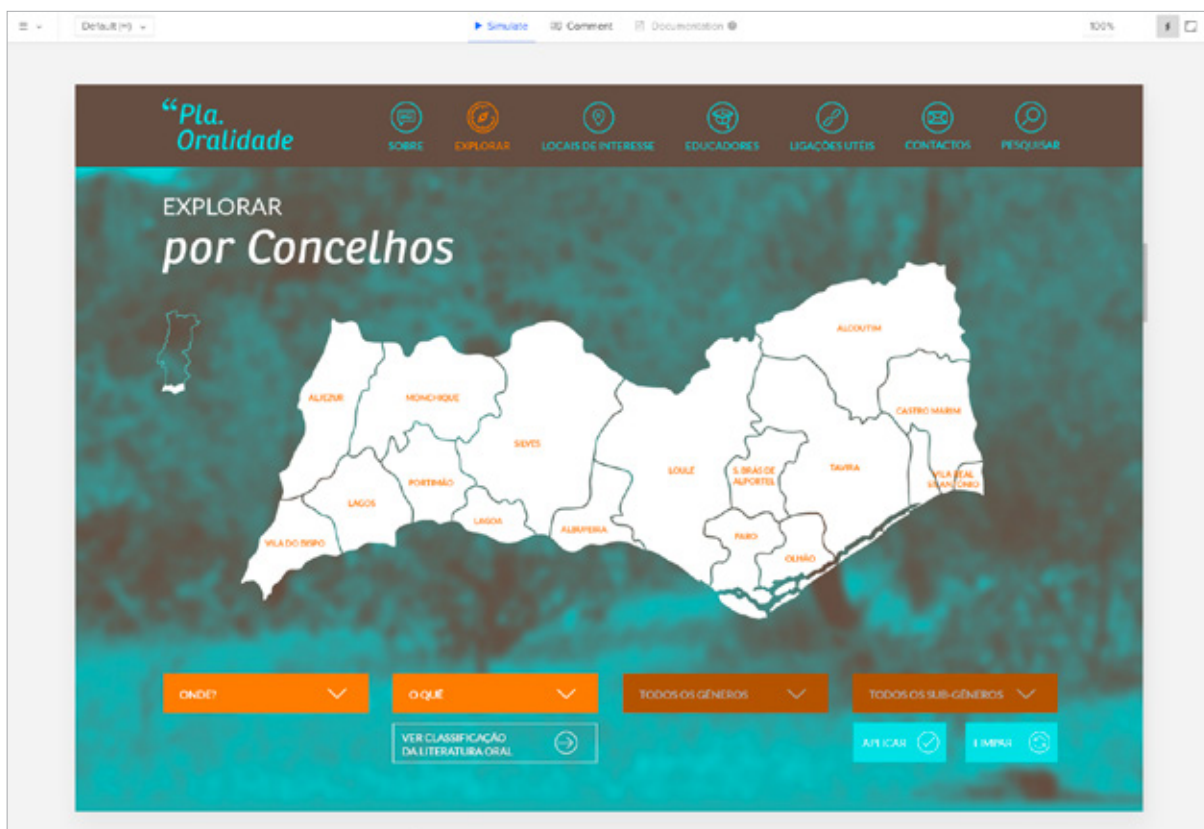 Default
Simulate
Comment
Documentation
100%
“Pla.
Oralidade
SOBRE
EXPLORAR
LOCAIS DE INTERESSE
EDUCADORES
LIGAÇÕES UTÉIS
CONTACTOS
PESQUISAR
EXPLORAR
por Concelhos
ALCOUTIM
ALJEZUR
MONCHIQUE
CASTRO MARIM
SILVES
LOULÉ
S. BRÁS DE
ALPORTEL
TAVIRA
PORTIMÃO
VILA REAL
LAGOS
LAGOA
ALBUFEIRA
FARO
VILA DO BISPO
OLHÃO
ONDE?
O QUÊ
TODOS OS GÉNEROS
TODOS OS SUB-GÉNEROS
VER CLASSIFICAÇÃO
DA LITERATURA ORAL
APLICAR
LIMPAR